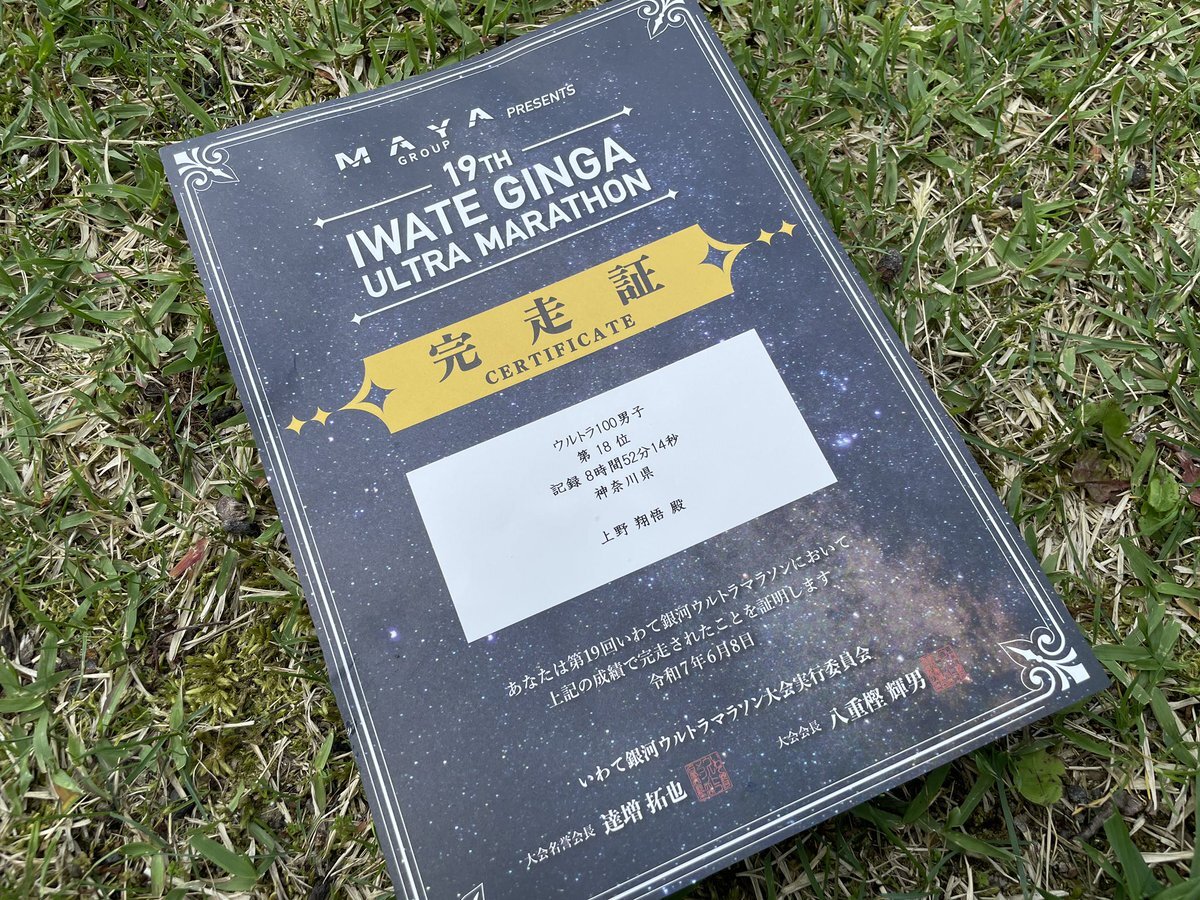 MAYA GROUP PRESENTS
19TH
IWATE GINGA
ULTRA MARATHON
完走証
CERTIFICATE
ウルトラ100男子
第 18 位
記録 8時間52分14秒
神奈川県
上野 翔悟 殿
あなたは第19回いわて銀河ウルトラマラソンにおいて
上記の成績で完走されたことを証明します。
令和7年6月8日
いわて銀河ウルトラマラソン大会実行委員会
大会会長 八重樫 輝男
大会名誉会長 達増 拓也